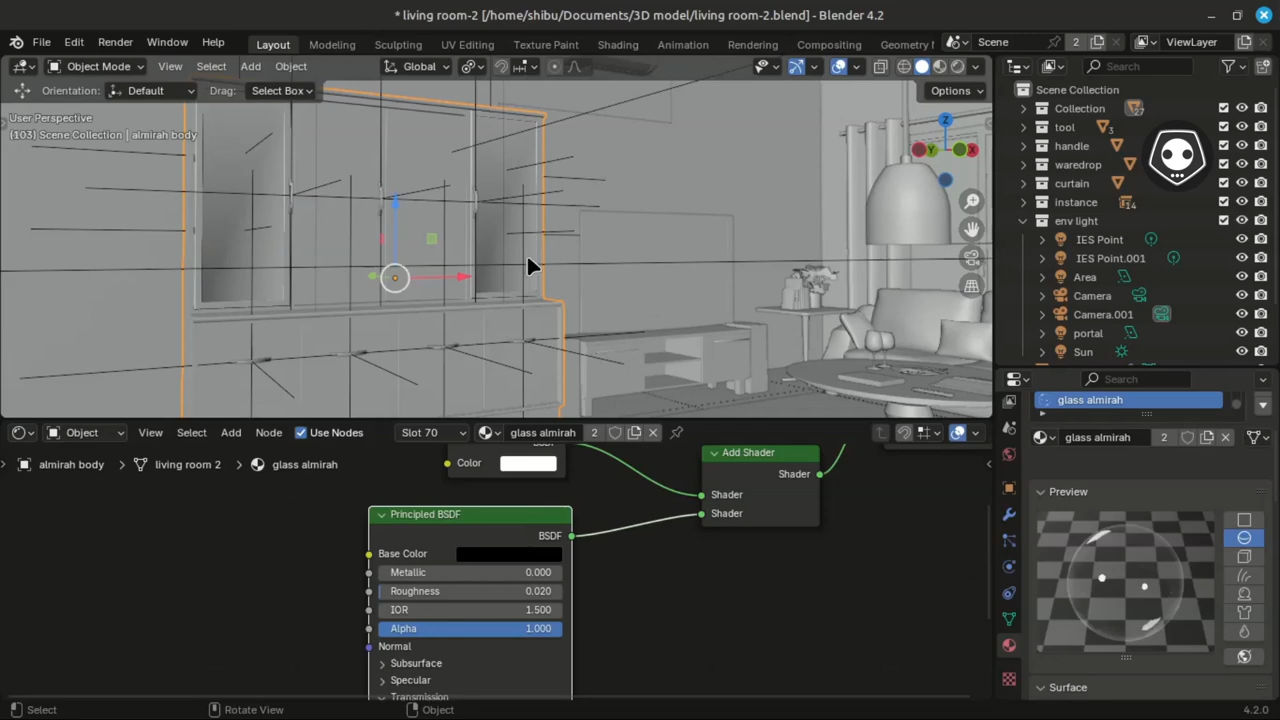 * living room-2 [/home/shibu/Documents/3D model/living room-2.blend] - Blender 4.2
File Edit Render Window Help Layout Modeling Sculpting UV Editing Texture Paint Shading Animation Rendering Compositing Geometry Scene 2 ViewLayer
Object Mode View Select Add Object Global Search
Orientation: Default Drag: Select Box Options
Scene Collection
User Perspective
(103) Scene Collection | almirah body
Z
Y
X
Collection 27
tool 3
handle
waredrop
curtain
instance 14
env light
IES Point
IES Point.001
Area
Camera
Camera.001
portal
Sun
Search
glass almirah
Object View Select Add Node Use Nodes Slot 70 glass almirah 2
glass almirah 2
almirah body living room 2 glass almirah
Color
Add Shader
Shader
Shader
Shader
Preview
Principled BSDF
BSDF
Base Color
Metallic 0.000
Roughness 0.020
IOR 1.500
Alpha 1.000
Normal
Subsurface
Specular
Transmission
Surface
Select Rotate View Object 4.2.0